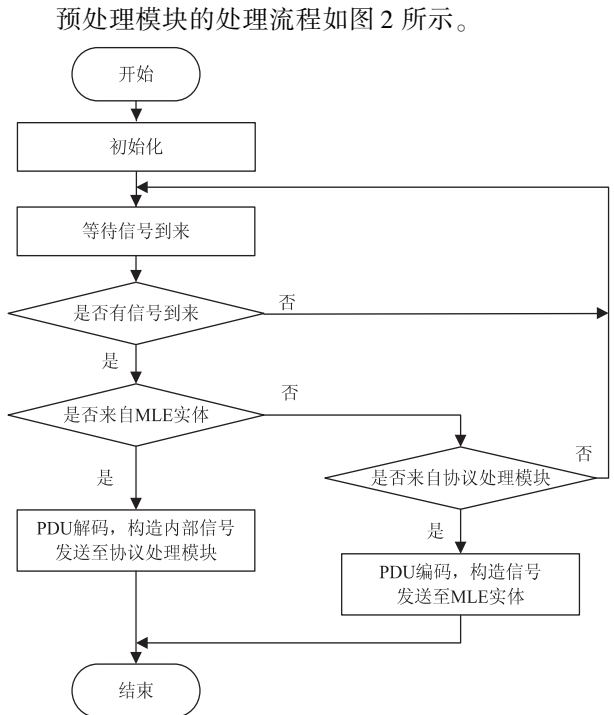 预处理模块的处理流程如图2所示。
开始
初始化
等待信号到来
是否有信号到来
否
是
是否来自MLE实体
否
是
是否来自协议处理模块
否
是
PDU解码，构造内部信号
发送至协议处理模块
PDU编码，构造信号
发送至MLE实体
结束